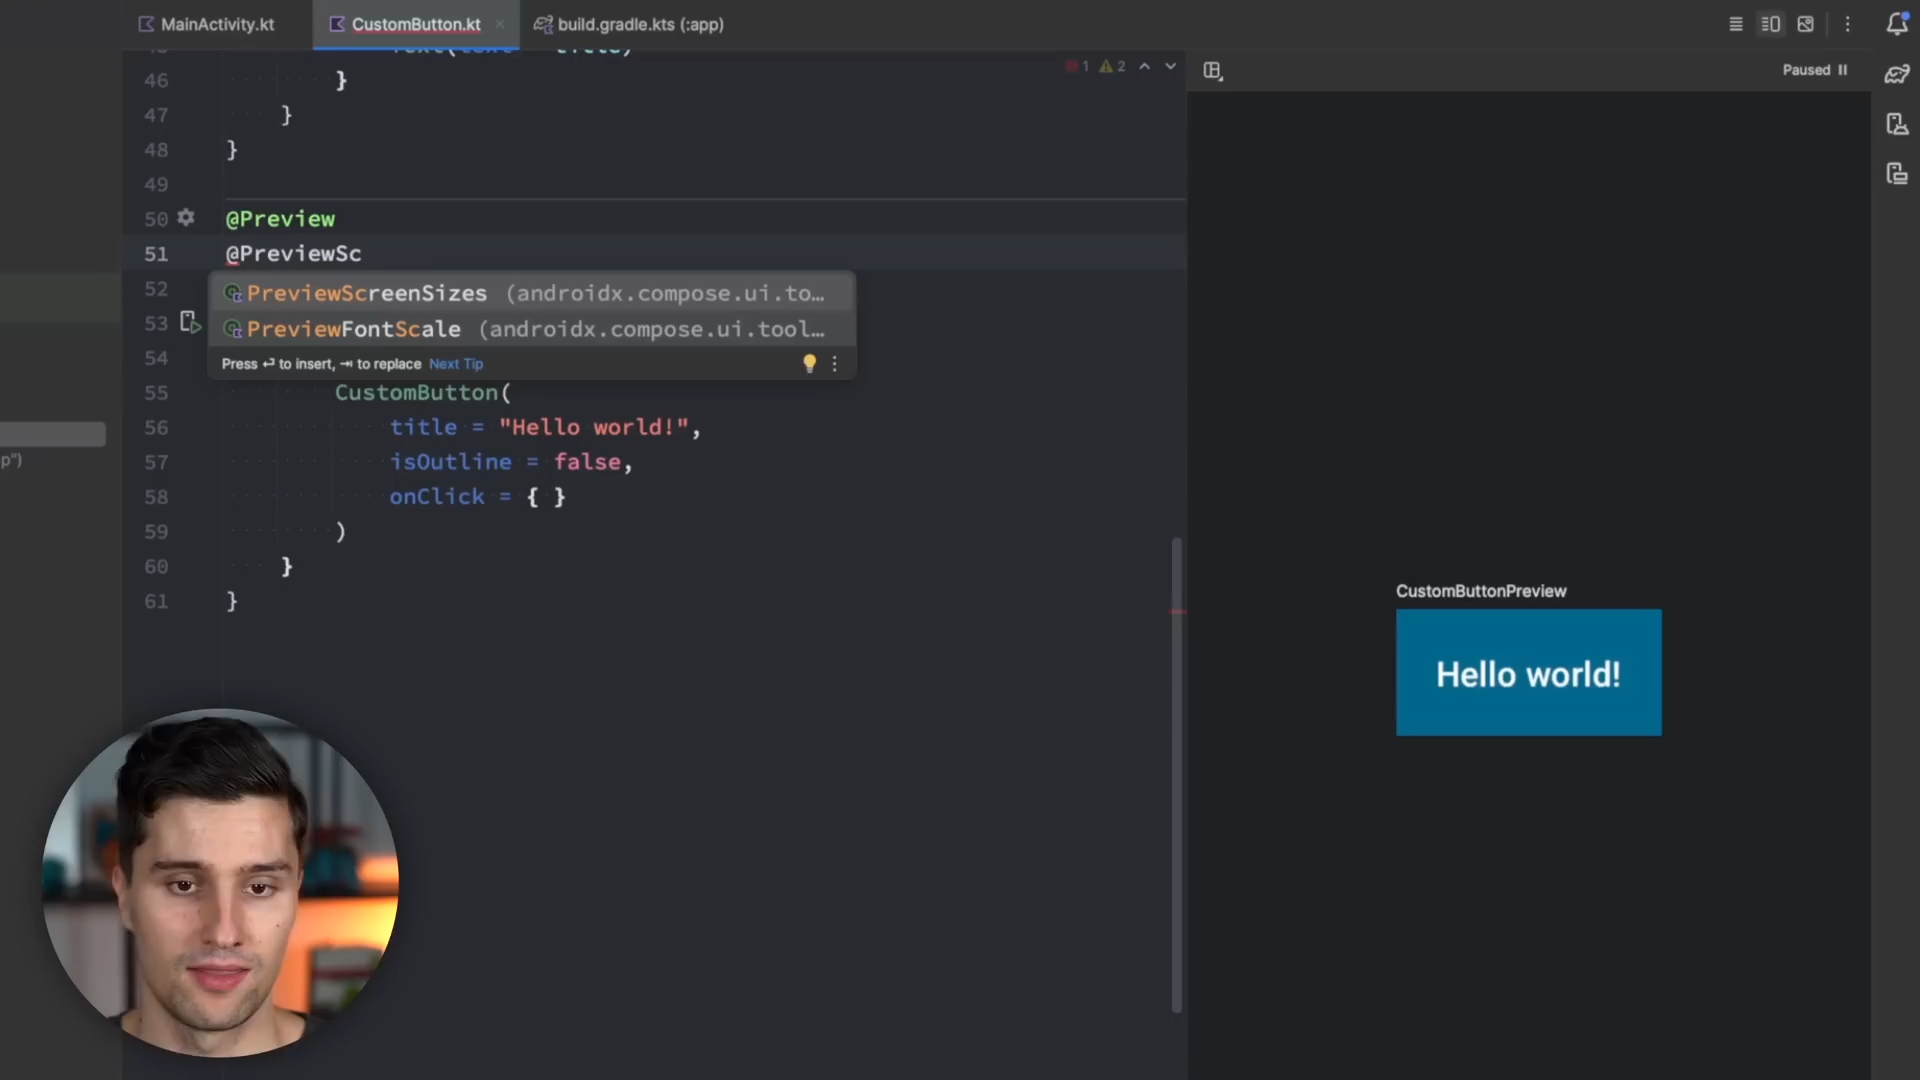 MainActivity.kt
CustomButton.kt
build.gradle.kts (:app)
Paused
1 2
46 }
47 }
48 }
49
50 @Preview
51 @PreviewSc
52 PreviewScreenSizes (androidx.compose.ui.to…
53 PreviewFontScale (androidx.compose.ui.tool…
54 Press ⏎ to insert, ⇥ to replace Next Tip
55 CustomButton(
56 title = "Hello world!",
57 isOutline = false,
58 onClick = { }
59 )
60 }
61 }
p")
CustomButtonPreview
Hello world!